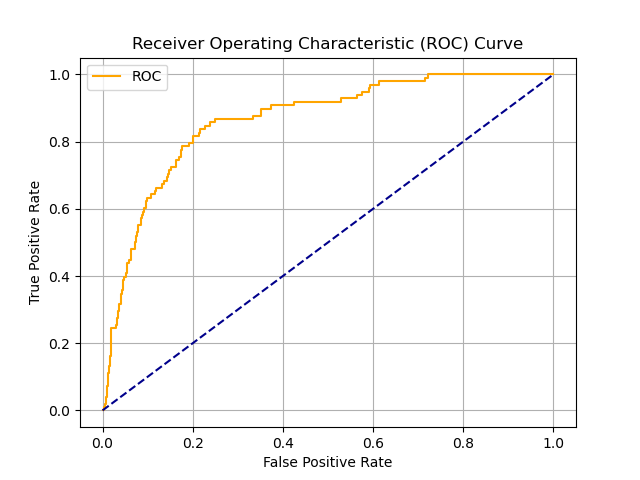 Receiver Operating Characteristic (ROC) Curve
ROC
1.0
0.8
0.6
0.4
0.2
0.0
True Positive Rate
0.0 0.2 0.4 0.6 0.8 1.0
False Positive Rate